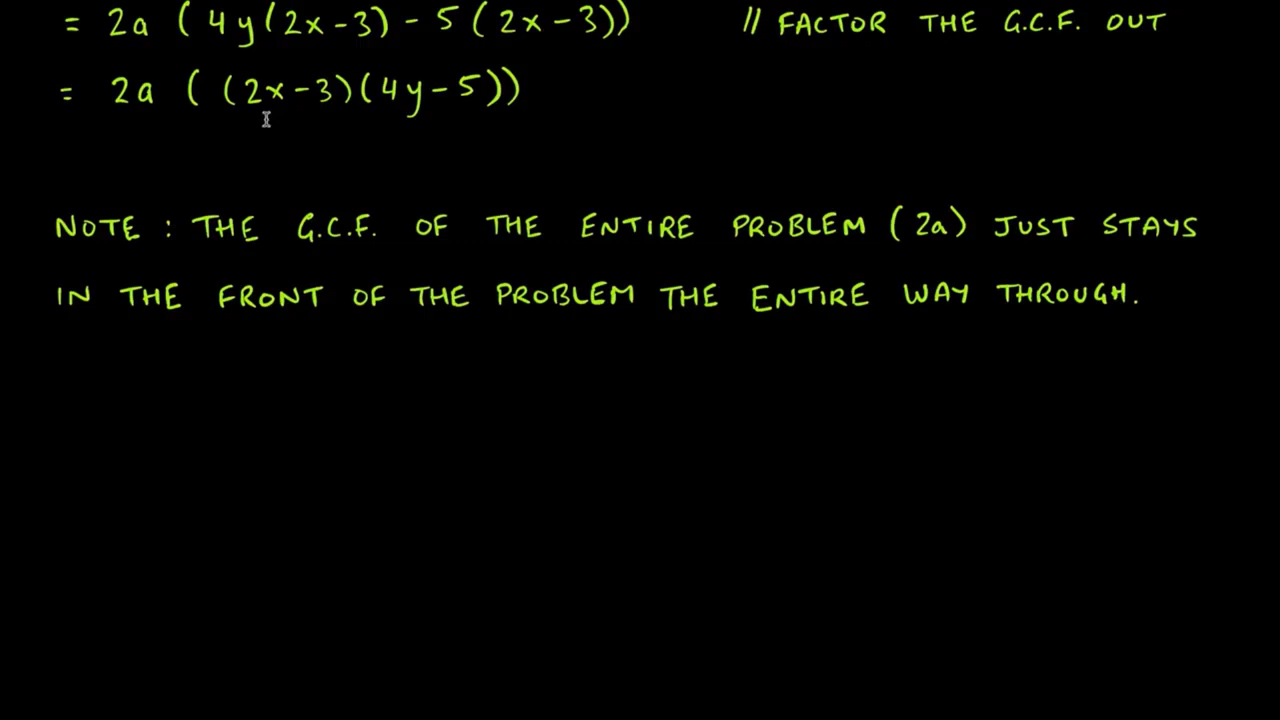 = 2a (4y(2x-3) - 5(2x-3)) // FACTOR THE G.C.F. OUT
= 2a ((2x-3)(4y-5))
NOTE : THE G.C.F. OF THE ENTIRE PROBLEM (2a) JUST STAYS
IN THE FRONT OF THE PROBLEM THE ENTIRE WAY THROUGH.